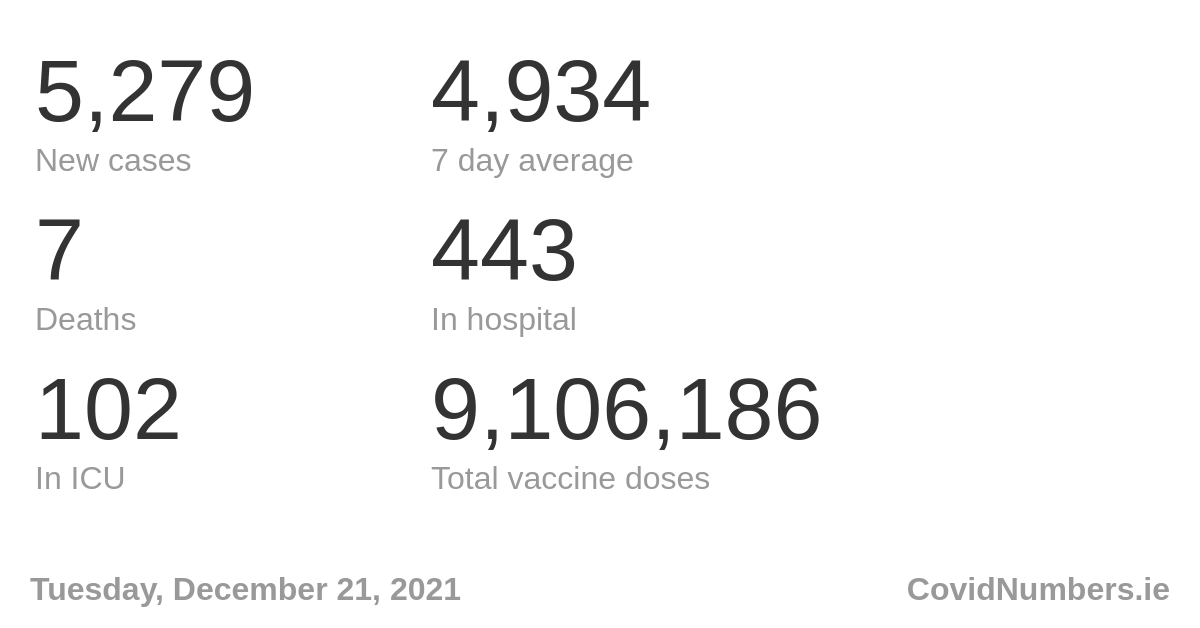 5,279 4,934
New cases 7 day average
7 443
Deaths In hospital
102 9,106,186
In ICU Total vaccine doses
Tuesday, December 21, 2021 CovidNumbers.ie